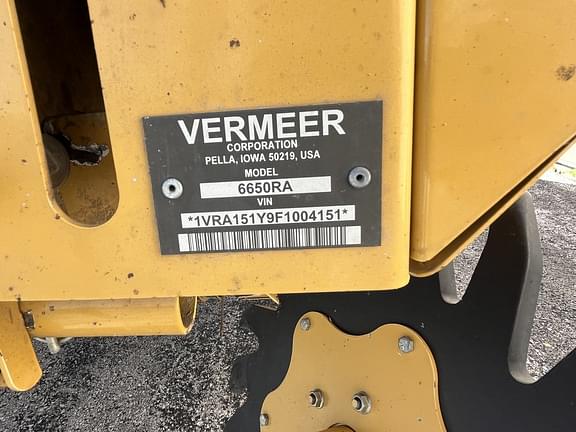 VERMEER
CORPORATION
PELLA, IOWA 50219, USA
MODEL
6650RA
VIN
*1VRA151Y9F1004151*